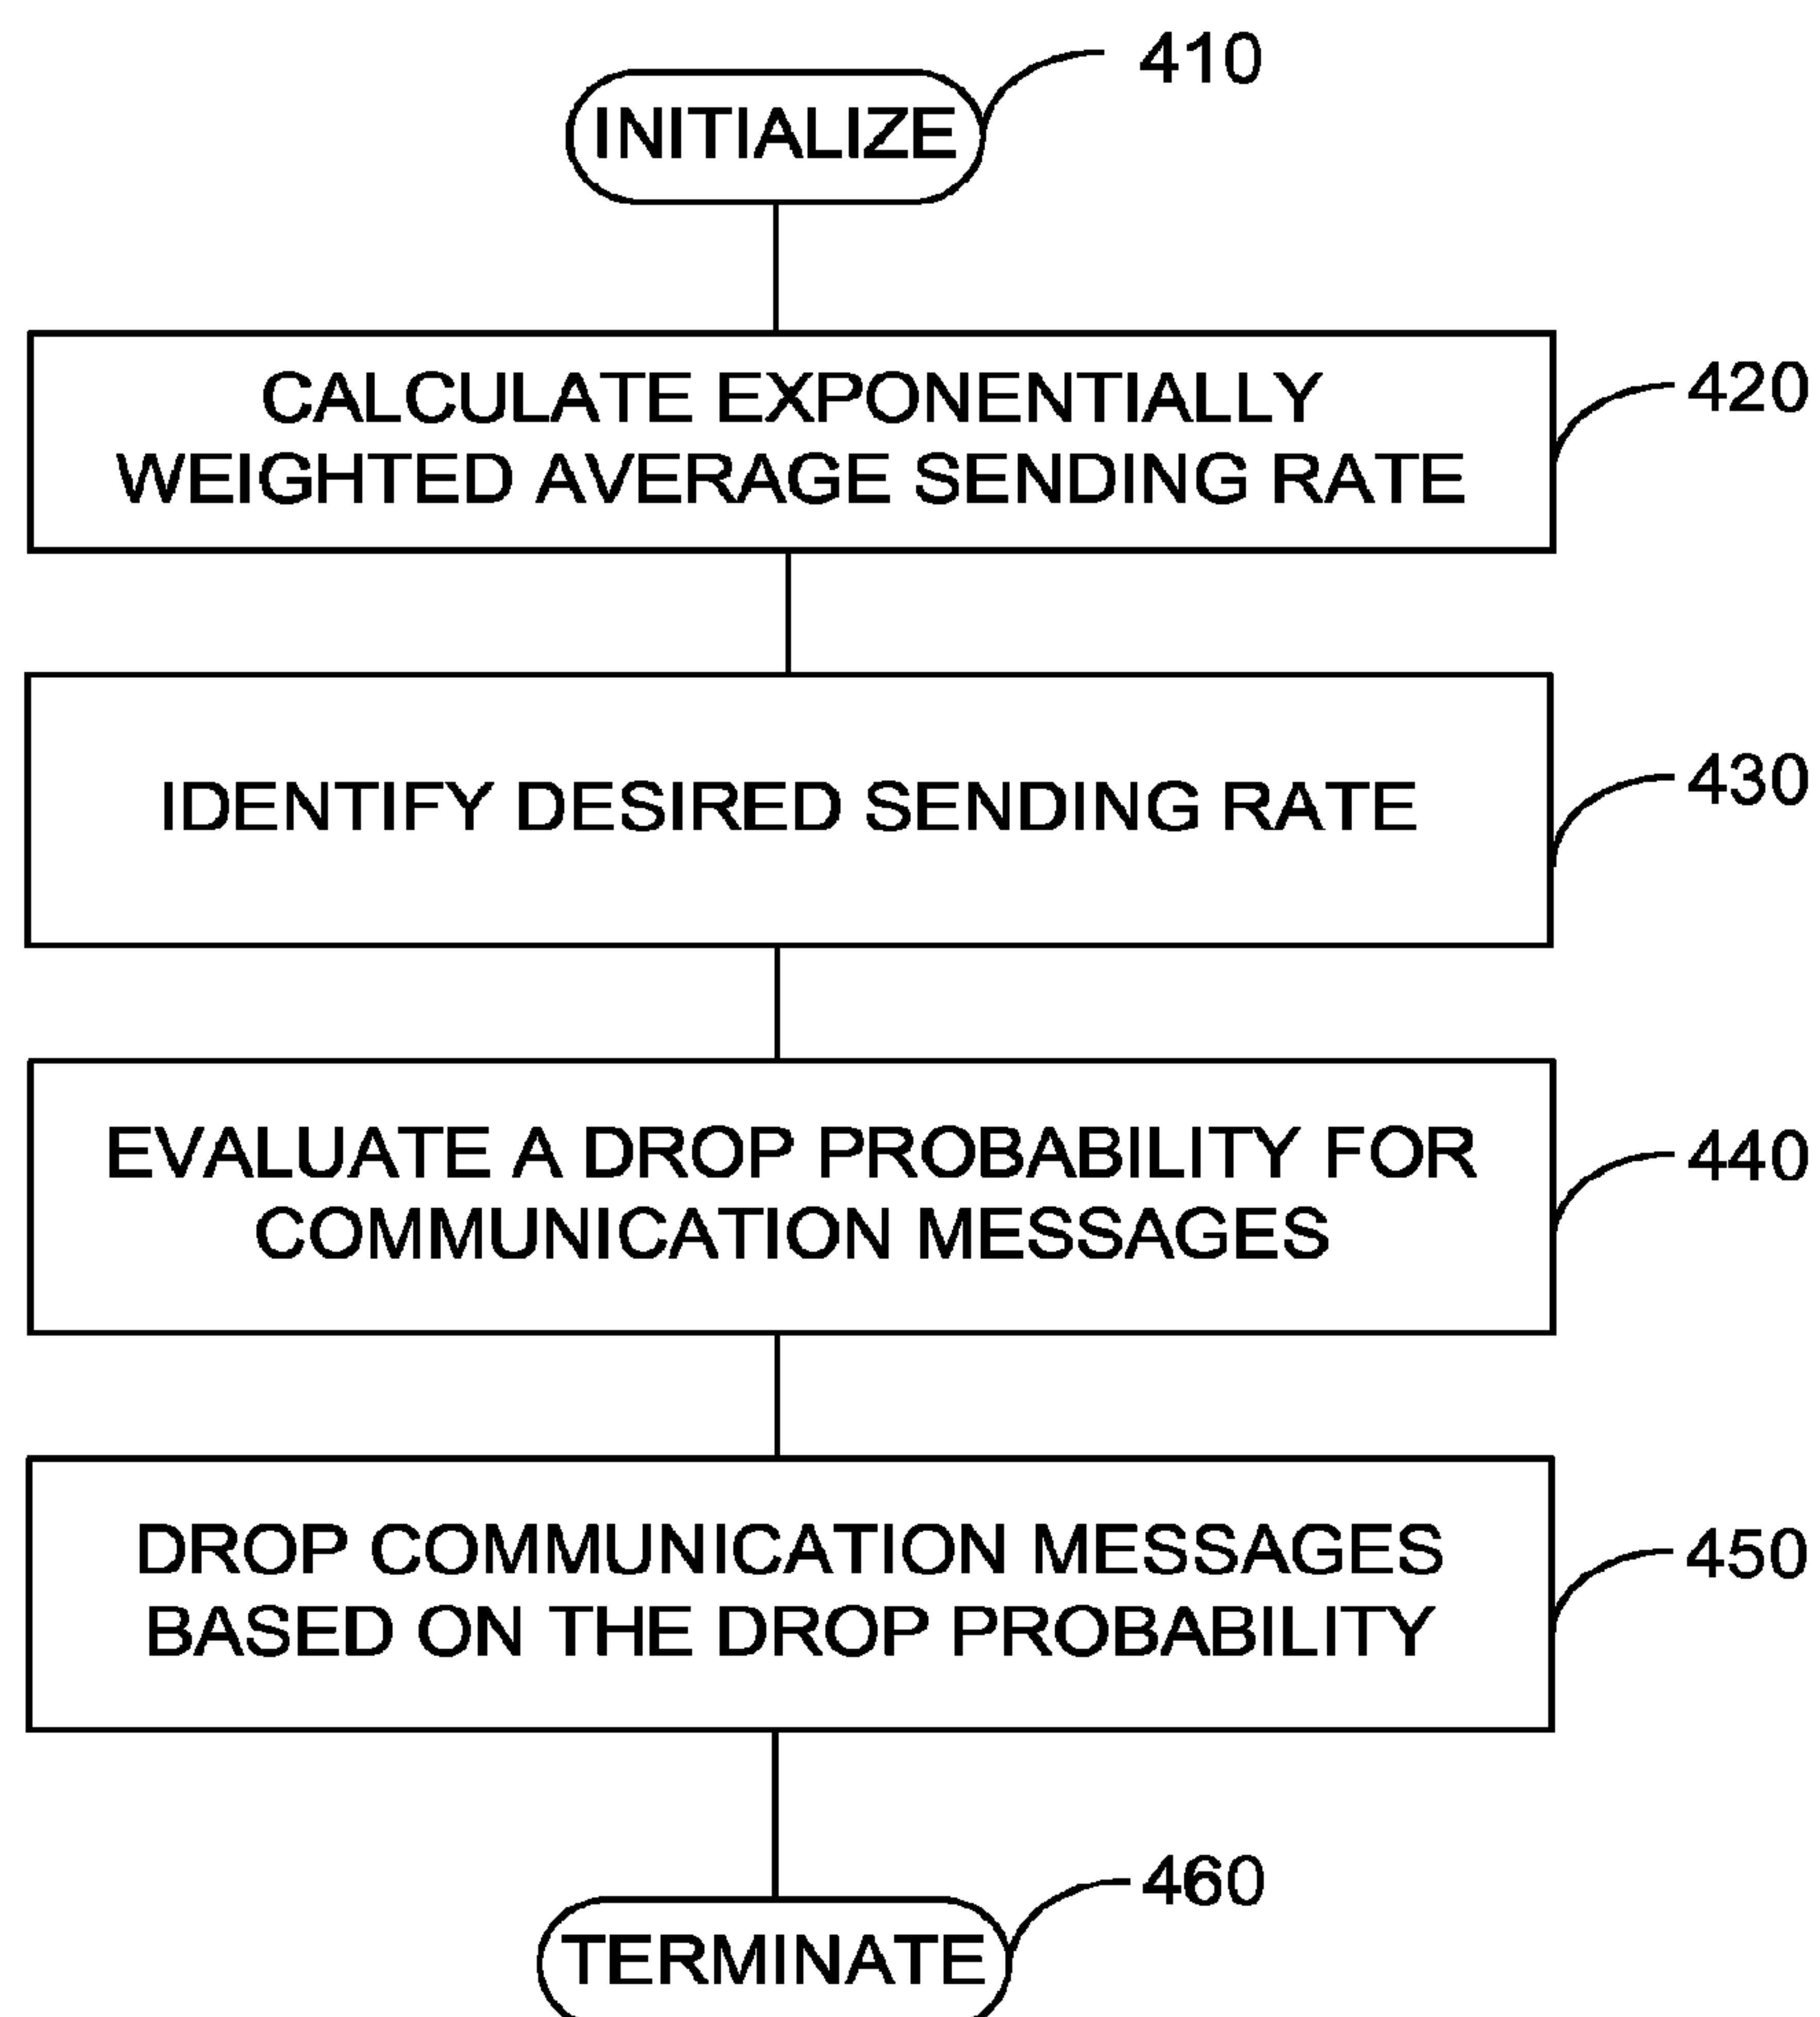 410
INITIALIZE
CALCULATE EXPONENTIALLY
WEIGHTED AVERAGE SENDING RATE
420
IDENTIFY DESIRED SENDING RATE
430
EVALUATE A DROP PROBABILITY FOR
COMMUNICATION MESSAGES
440
DROP COMMUNICATION MESSAGES
BASED ON THE DROP PROBABILITY
450
460
TERMINATE